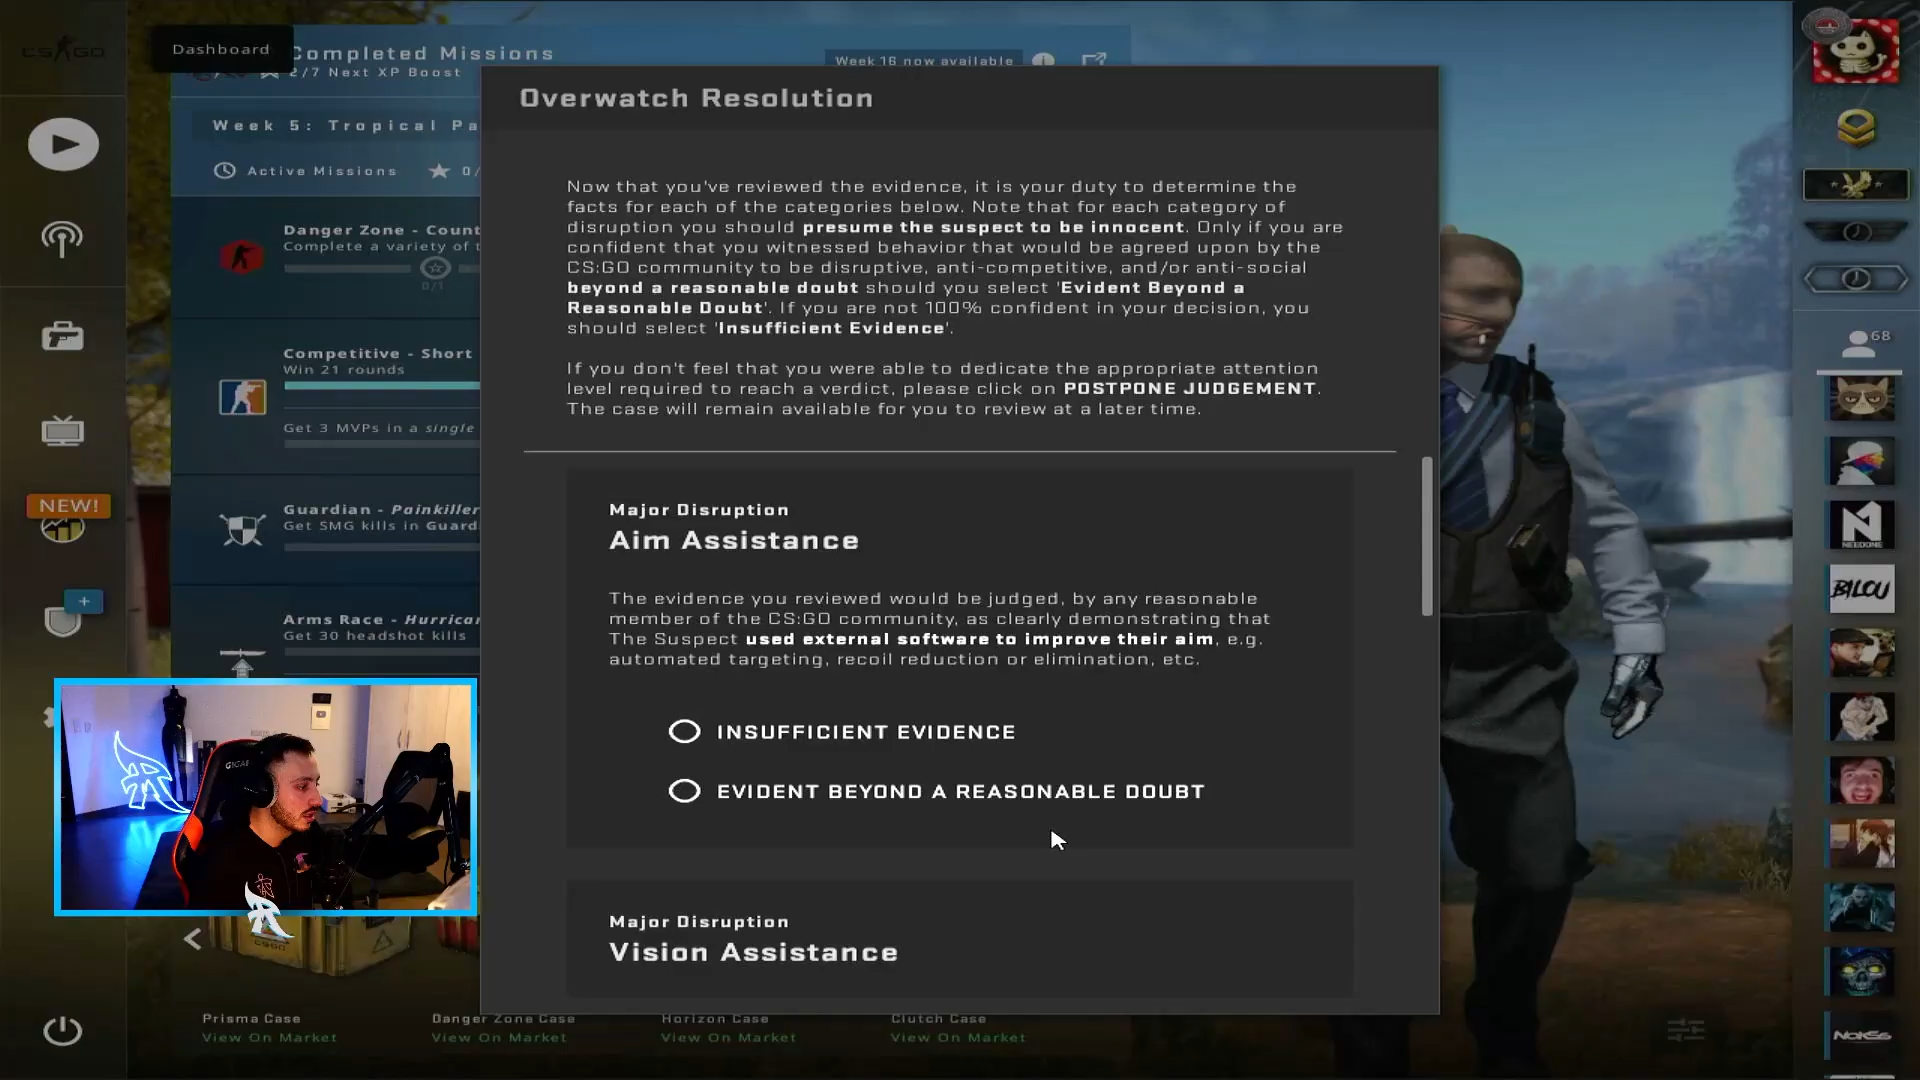 CS:GO
Dashboard
Completed Missions
2/7 Next XP Boost
Week 16 now available
Week 5: Tropical Pa
Active Missions
0/
Danger Zone - Count
Complete a variety of t
0/1
Competitive - Short
Win 21 rounds
Get 3 MVPs in a single
Guardian - Painkiller
Get SMG kills in Guard
Arms Race - Hurrican
Get 30 headshot kills
NEW!
+
Overwatch Resolution
Now that you've reviewed the evidence, it is your duty to determine the
facts for each of the categories below. Note that for each category of
disruption you should presume the suspect to be innocent. Only if you are
confident that you witnessed behavior that would be agreed upon by the
CS:GO community to be disruptive, anti-competitive, and/or anti-social
beyond a reasonable doubt should you select 'Evident Beyond a
Reasonable Doubt'. If you are not 100% confident in your decision, you
should select 'Insufficient Evidence'.
If you don't feel that you were able to dedicate the appropriate attention
level required to reach a verdict, please click on POSTPONE JUDGEMENT.
The case will remain available for you to review at a later time.
Major Disruption
Aim Assistance
The evidence you reviewed would be judged, by any reasonable
member of the CS:GO community, as clearly demonstrating that
The Suspect used external software to improve their aim, e.g.
automated targeting, recoil reduction or elimination, etc.
INSUFFICIENT EVIDENCE
EVIDENT BEYOND A REASONABLE DOUBT
Major Disruption
Vision Assistance
Prisma Case
View On Market
Danger Zone Case
View On Market
Horizon Case
View On Market
Clutch Case
View On Market
68
NEEDONE
BILOU
NOKSS